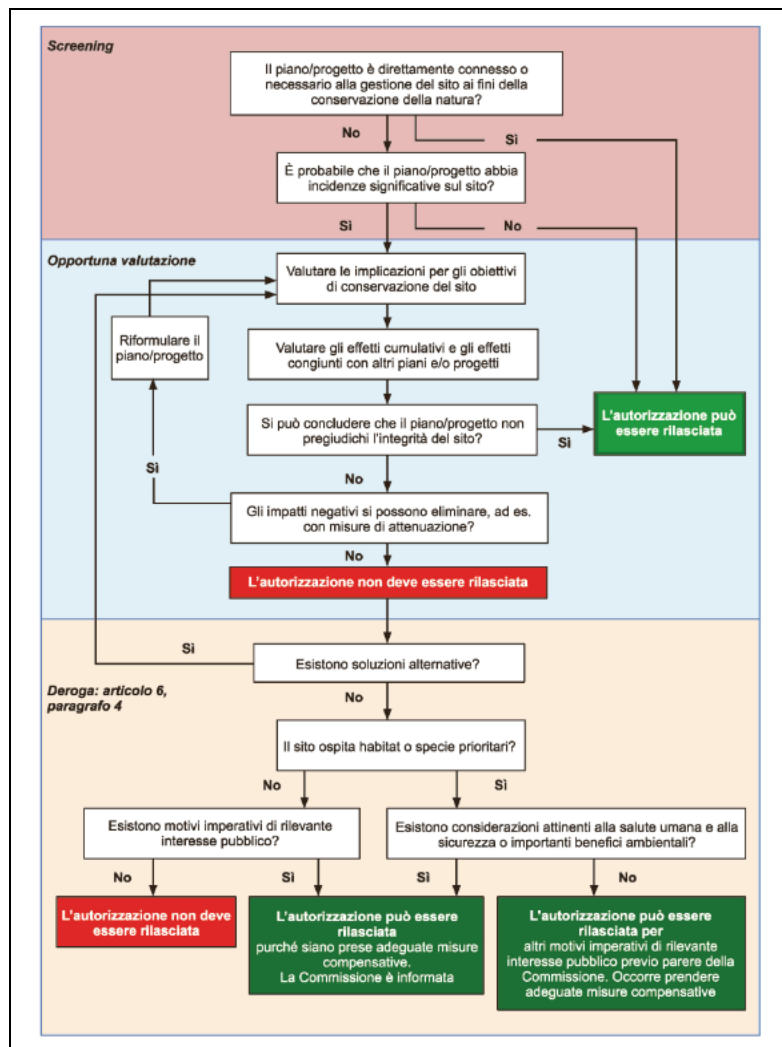 Screening
Il piano/progetto è direttamente connesso o
necessario alla gestione del sito ai fini della
conservazione della natura?
No
Sì
È probabile che il piano/progetto abbia
incidenze significative sul sito?
Sì
No
Opportuna valutazione
Valutare le implicazioni per gli obiettivi
di conservazione del sito
Riformulare il
piano/progetto
Valutare gli effetti cumulativi e gli effetti
congiunti con altri piani e/o progetti
L'autorizzazione può
essere rilasciata
Si può concludere che il piano/progetto non
pregiudichi l'integrità del sito?
Sì
Sì
No
Gli impatti negativi si possono eliminare, ad es.
con misure di attenuazione?
No
L'autorizzazione non deve essere rilasciata
Sì
Esistono soluzioni alternative?
Deroga: articolo 6,
paragrafo 4
No
Il sito ospita habitat o specie prioritari?
No
Sì
Esistono motivi imperativi di rilevante
interesse pubblico?
Esistono considerazioni attinenti alla salute umana e alla
sicurezza o importanti benefici ambientali?
No
Sì
Sì
No
L'autorizzazione non deve
essere rilasciata
L'autorizzazione può essere
rilasciata
purché siano prese adeguate misure
compensative.
La Commissione è informata
L'autorizzazione può essere
rilasciata per
altri motivi imperativi di rilevante
interesse pubblico previo parere della
Commissione. Occorre prendere
adeguate misure compensative